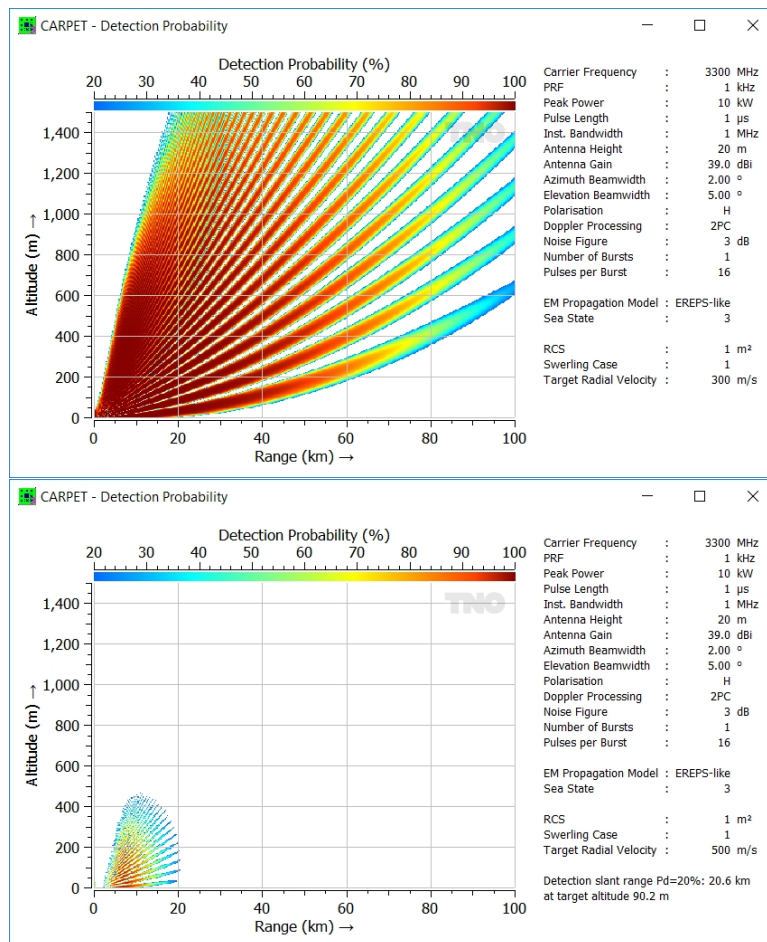 CARPET - Detection Probability
Detection Probability (%)
20 30 40 50 60 70 80 90 100
1,400
1,200
1,000
800
600
400
200
0
Altitude (m) →
TNO
0 20 40 60 80 100
Range (km) →
Carrier Frequency : 3300 MHz
PRF : 1 kHz
Peak Power : 10 kW
Pulse Length : 1 µs
Inst. Bandwidth : 1 MHz
Antenna Height : 20 m
Antenna Gain : 39.0 dBi
Azimuth Beamwidth : 2.00 º
Elevation Beamwidth : 5.00 º
Polarisation : H
Doppler Processing : 2PC
Noise Figure : 3 dB
Number of Bursts : 1
Pulses per Burst : 16
EM Propagation Model : EREPS-like
Sea State : 3
RCS : 1 m²
Swerling Case : 1
Target Radial Velocity : 300 m/s
CARPET - Detection Probability
Detection Probability (%)
20 30 40 50 60 70 80 90 100
1,400
1,200
1,000
800
600
400
200
0
Altitude (m) →
TNO
0 20 40 60 80 100
Range (km) →
Carrier Frequency : 3300 MHz
PRF : 1 kHz
Peak Power : 10 kW
Pulse Length : 1 µs
Inst. Bandwidth : 1 MHz
Antenna Height : 20 m
Antenna Gain : 39.0 dBi
Azimuth Beamwidth : 2.00 º
Elevation Beamwidth : 5.00 º
Polarisation : H
Doppler Processing : 2PC
Noise Figure : 3 dB
Number of Bursts : 1
Pulses per Burst : 16
EM Propagation Model : EREPS-like
Sea State : 3
RCS : 1 m²
Swerling Case : 1
Target Radial Velocity : 500 m/s
Detection slant range Pd=20%: 20.6 km
at target altitude 90.2 m